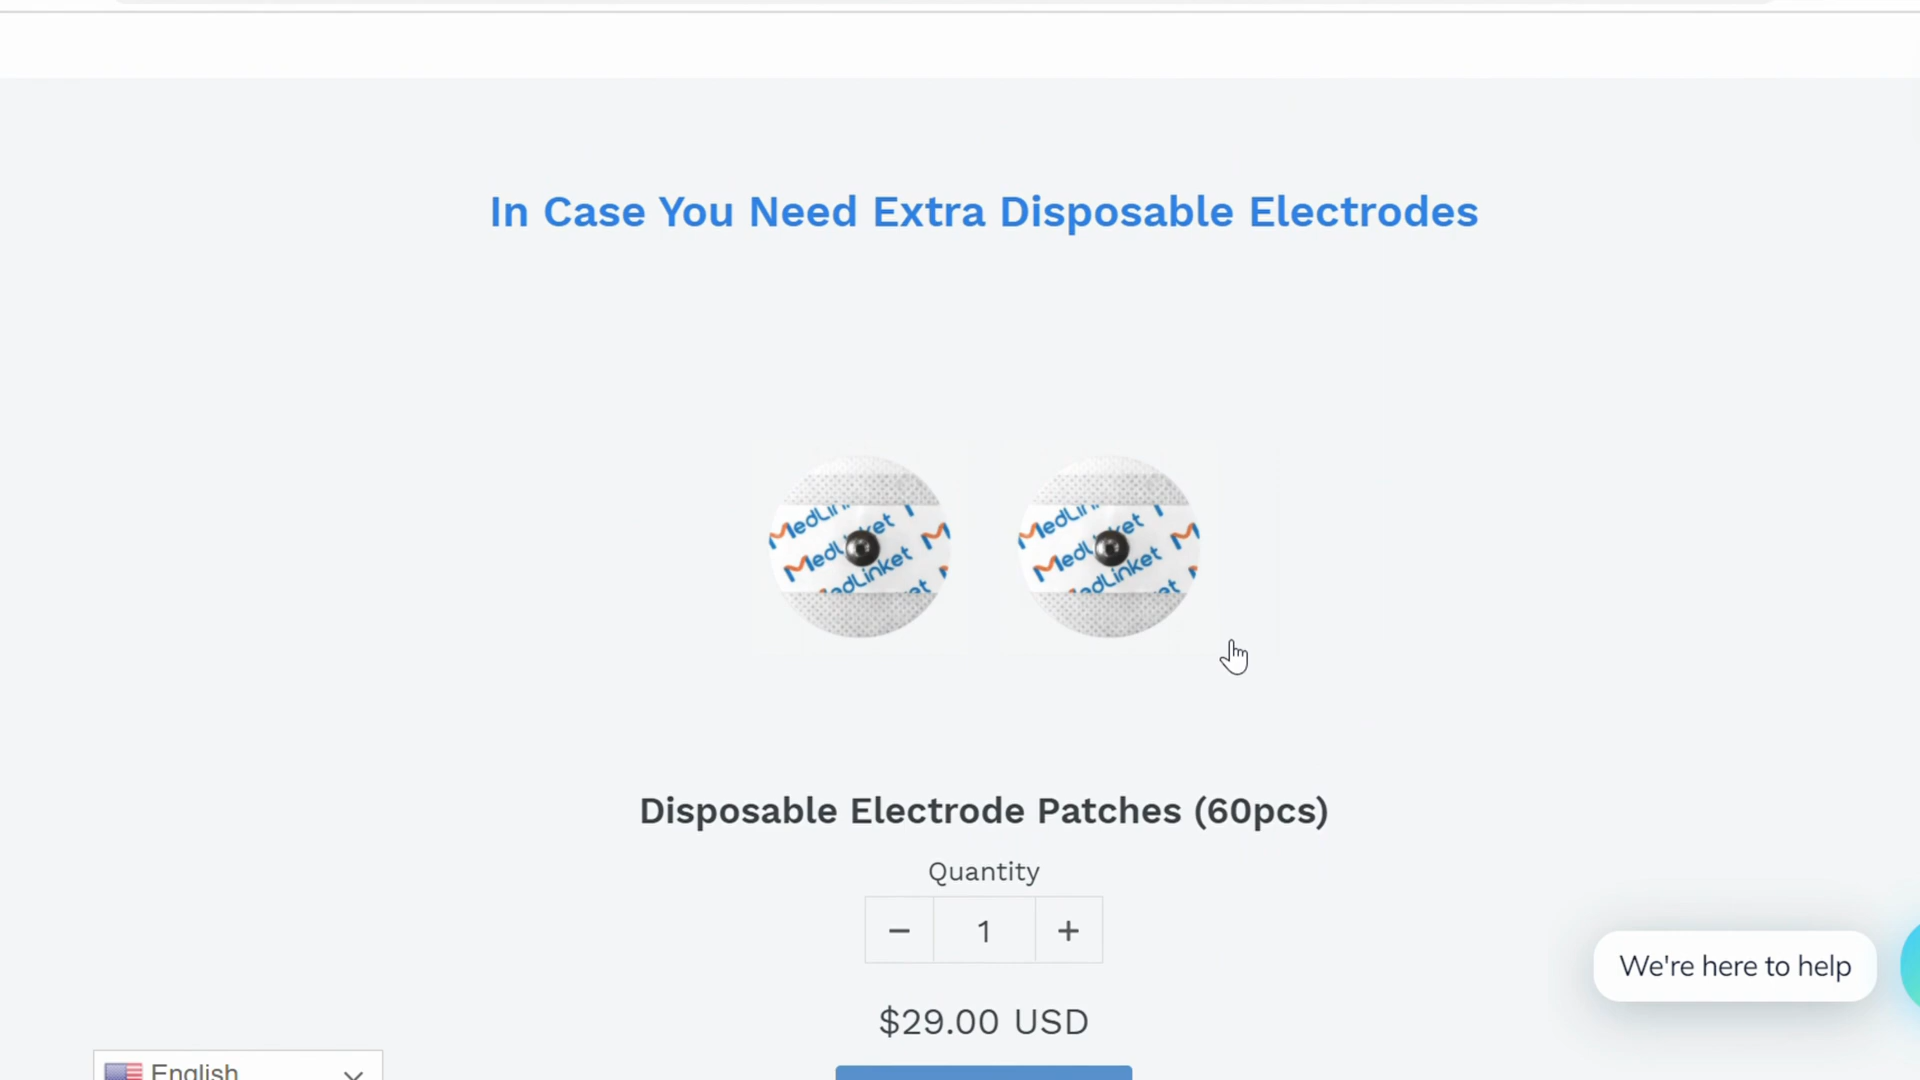 In Case You Need Extra Disposable Electrodes
MedLinket
MedLinket
Disposable Electrode Patches (60pcs)
Quantity
− 1 +
$29.00 USD
We're here to help
English